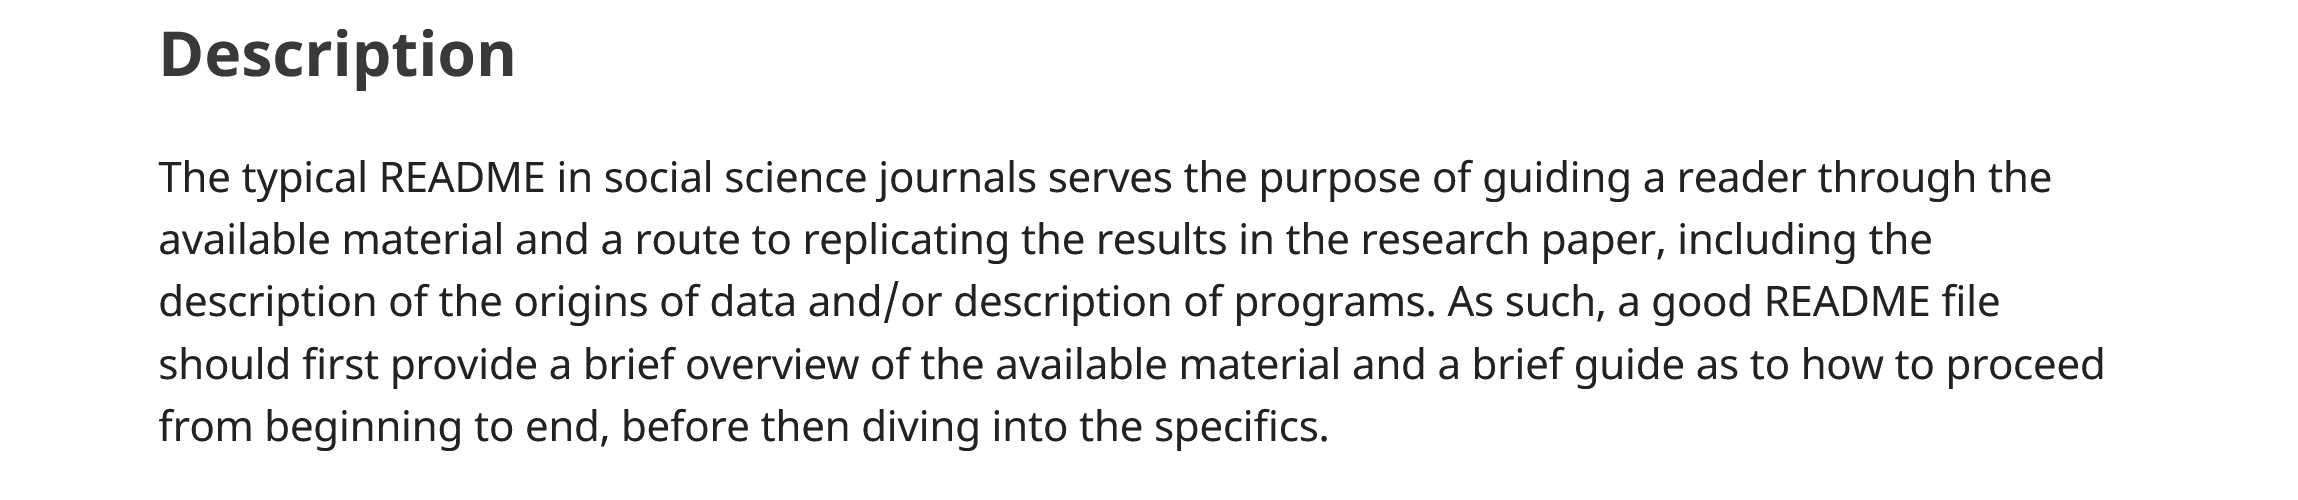 Description
The typical README in social science journals serves the purpose of guiding a reader through the
available material and a route to replicating the results in the research paper, including the
description of the origins of data and/or description of programs. As such, a good README file
should first provide a brief overview of the available material and a brief guide as to how to proceed
from beginning to end, before then diving into the specifics.